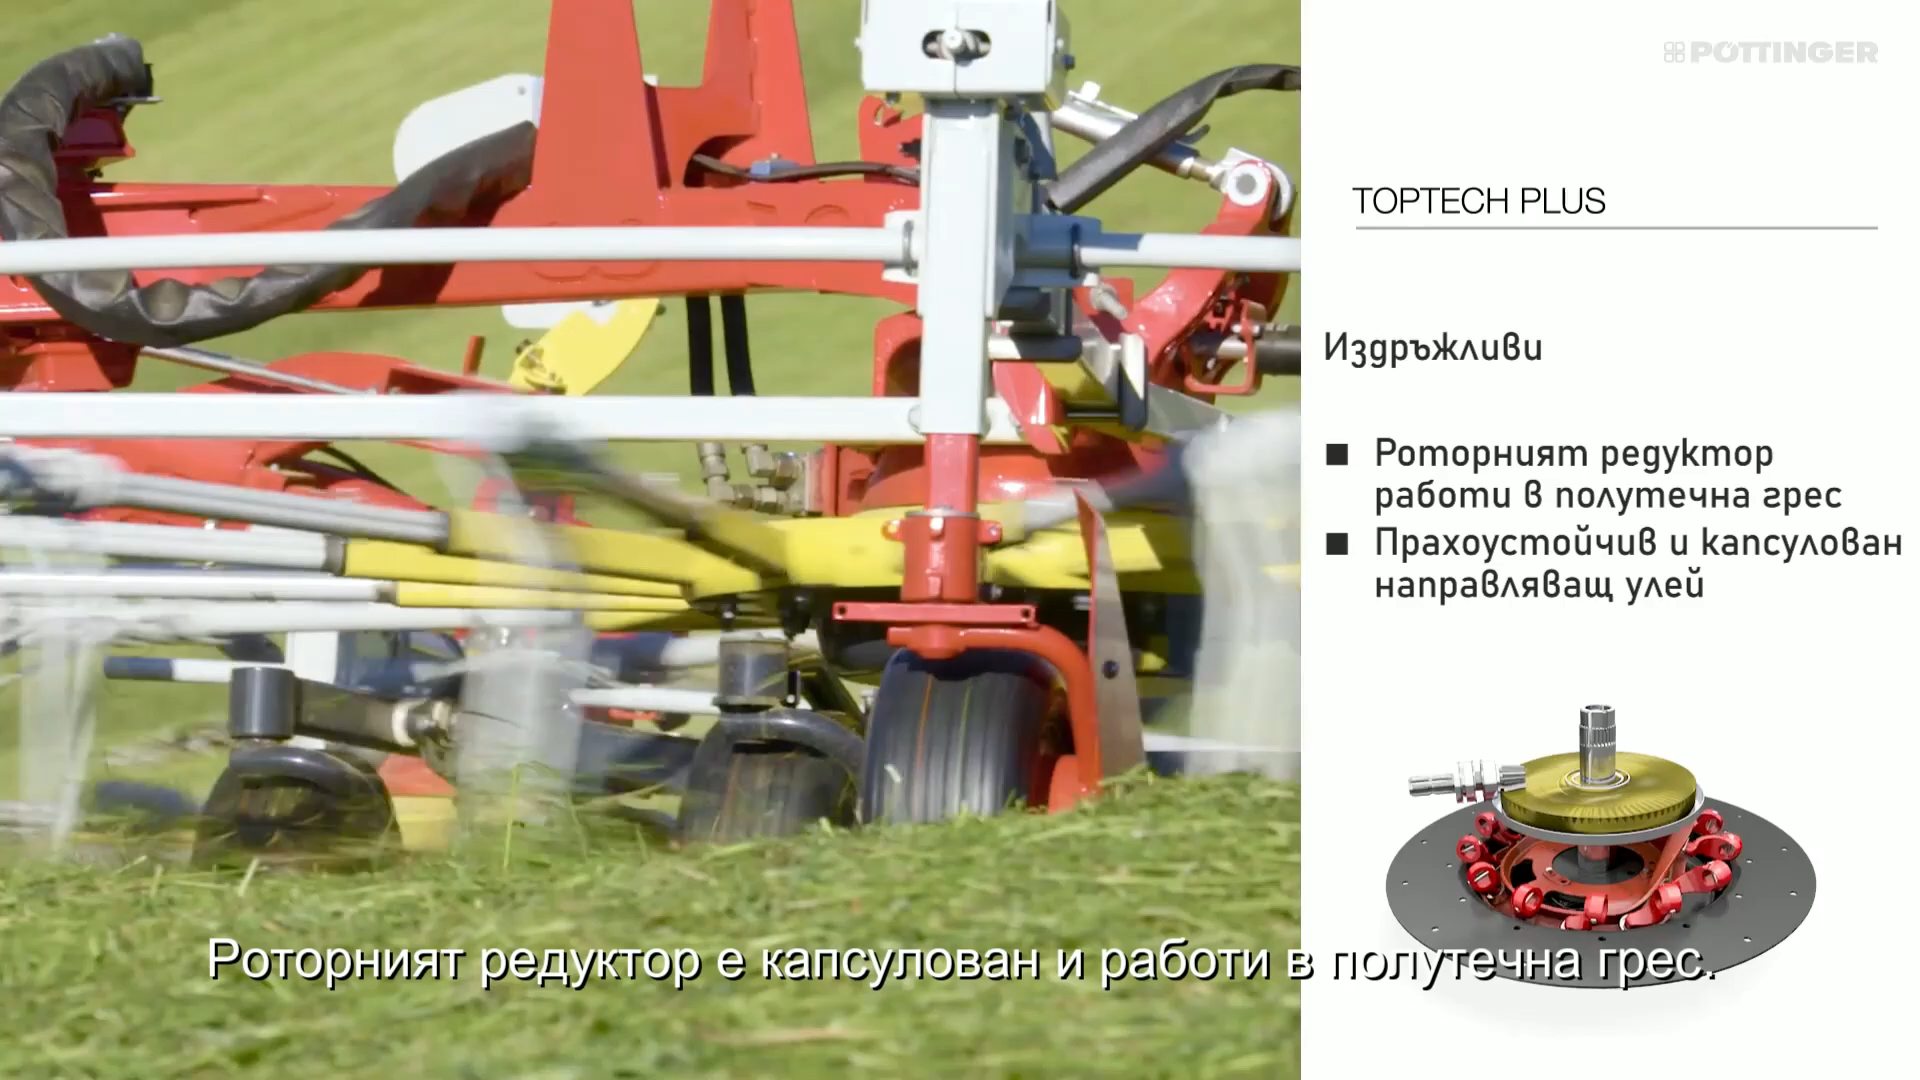 PÖTTINGER
TOPTECH PLUS
Издръжливи
■ Роторният редуктор
работи в полутечна грес
■ Прахоустойчив и капсулован
направляващ улей
Роторният редуктор е капсулован и работи в полутечна грес.